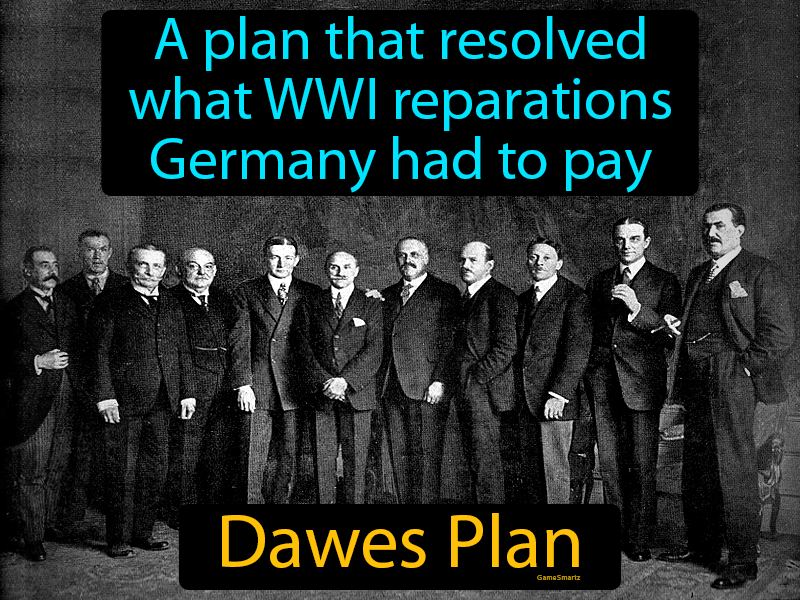 A plan that resolved
what WWI reparations
Germany had to pay
Dawes Plan
GameSmartz